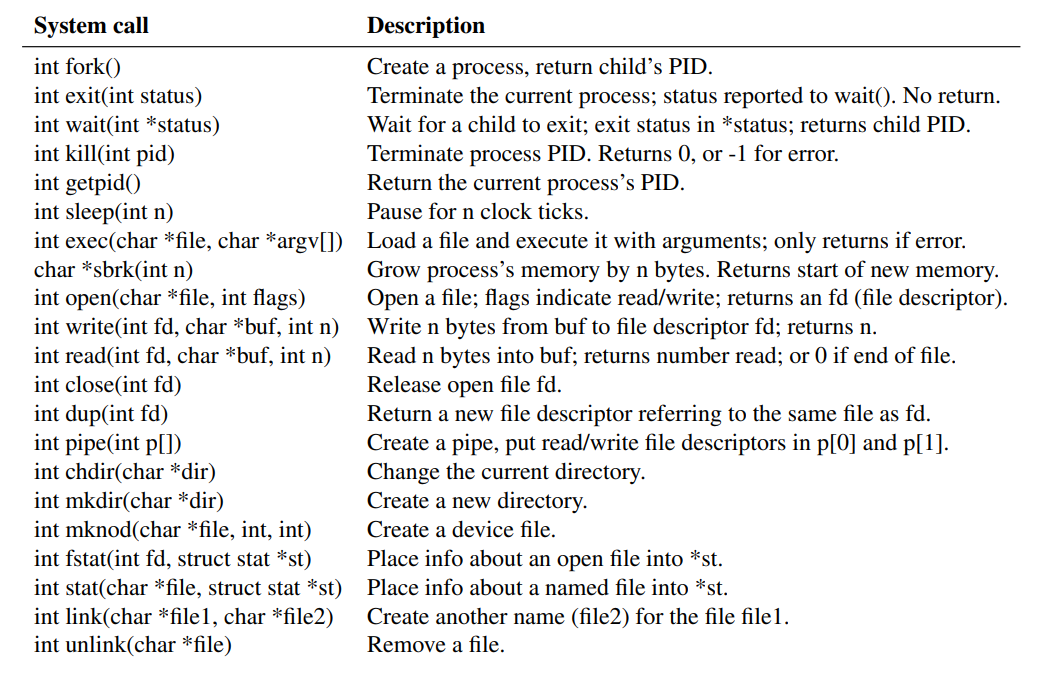 System call Description
int fork() Create a process, return child’s PID.
int exit(int status) Terminate the current process; status reported to wait(). No return.
int wait(int *status) Wait for a child to exit; exit status in *status; returns child PID.
int kill(int pid) Terminate process PID. Returns 0, or -1 for error.
int getpid() Return the current process’s PID.
int sleep(int n) Pause for n clock ticks.
int exec(char *file, char *argv[]) Load a file and execute it with arguments; only returns if error.
char *sbrk(int n) Grow process’s memory by n bytes. Returns start of new memory.
int open(char *file, int flags) Open a file; flags indicate read/write; returns an fd (file descriptor).
int write(int fd, char *buf, int n) Write n bytes from buf to file descriptor fd; returns n.
int read(int fd, char *buf, int n) Read n bytes into buf; returns number read; or 0 if end of file.
int close(int fd) Release open file fd.
int dup(int fd) Return a new file descriptor referring to the same file as fd.
int pipe(int p[]) Create a pipe, put read/write file descriptors in p[0] and p[1].
int chdir(char *dir) Change the current directory.
int mkdir(char *dir) Create a new directory.
int mknod(char *file, int, int) Create a device file.
int fstat(int fd, struct stat *st) Place info about an open file into *st.
int stat(char *file, struct stat *st) Place info about a named file into *st.
int link(char *file1, char *file2) Create another name (file2) for the file file1.
int unlink(char *file) Remove a file.